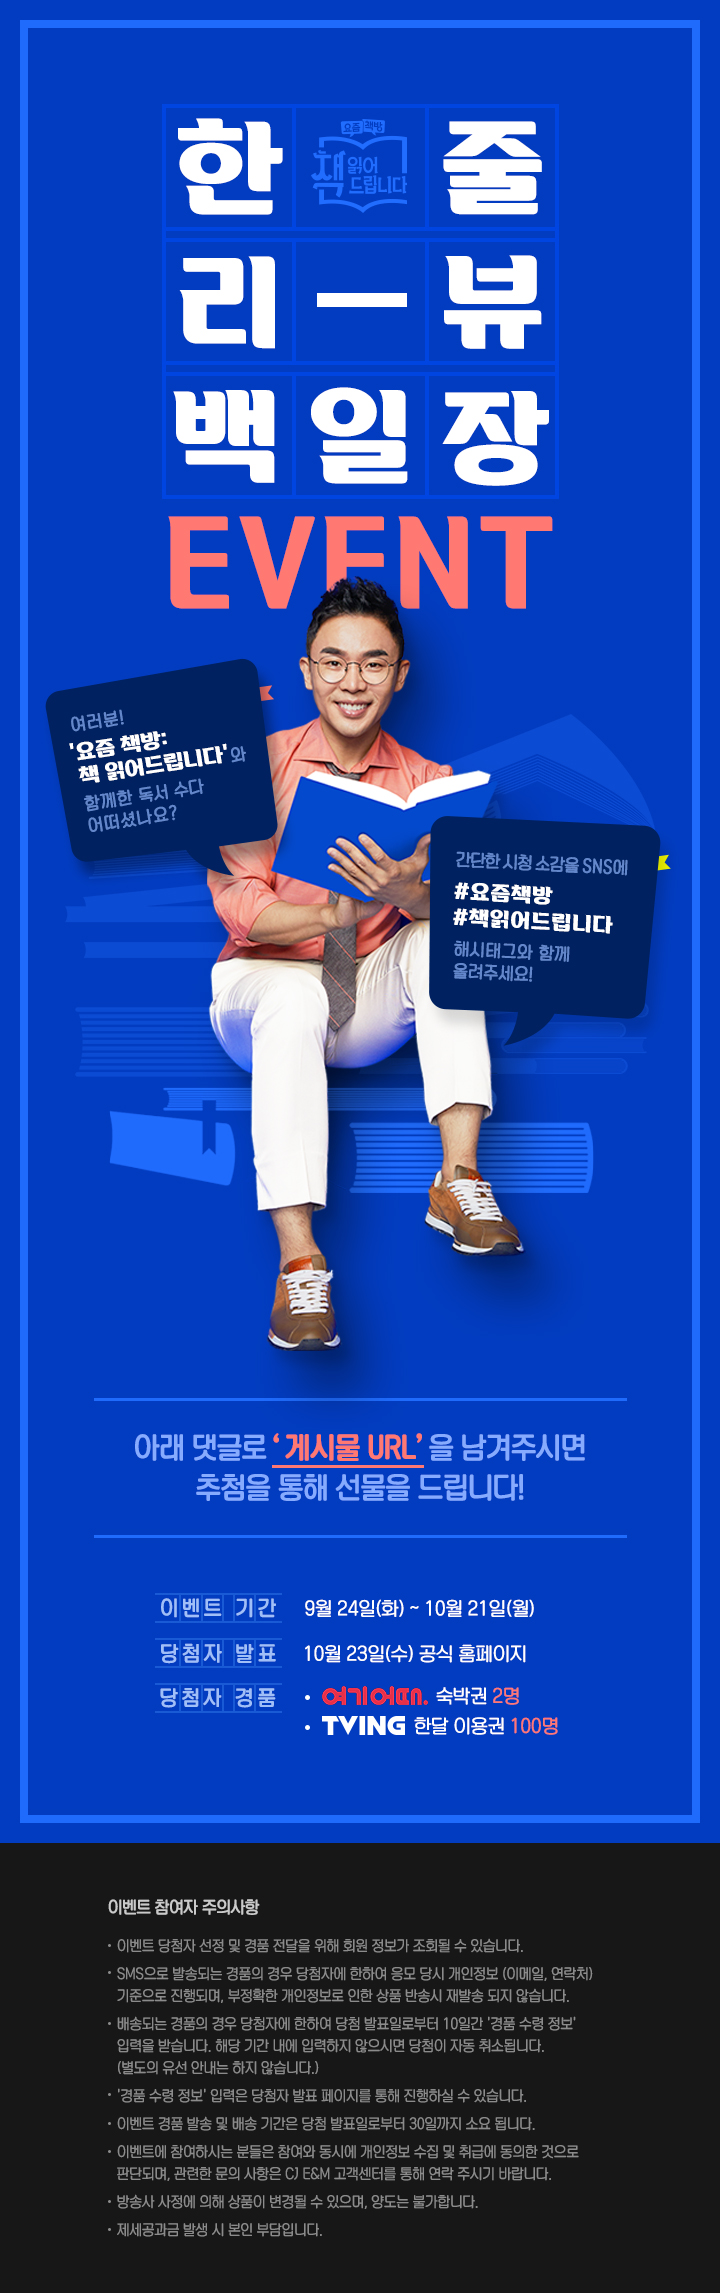 한 요즘 책방 책 읽어 드립니다 줄
리 ー 뷰
백 일 장
EVENT
여러분!
'요즘 책방:
책 읽어드립니다'와
함께한 독서 수다
어떠셨나요?
간단한 시청 소감을 SNS에
#요즘책방
#책읽어드립니다
해시태그와 함께
올려주세요!
아래 댓글로 ‘게시물 URL’을 남겨주시면
추첨을 통해 선물을 드립니다!
이벤트 기간 9월 24일(화) ~ 10월 21일(월)
당첨자 발표 10월 23일(수) 공식 홈페이지
당첨자 경품 • 여기어때. 숙박권 2명
• TVING 한달 이용권 100명
이벤트 참여자 주의사항
· 이벤트 당첨자 선정 및 경품 전달을 위해 회원 정보가 조회될 수 있습니다.
· SMS으로 발송되는 경품의 경우 당첨자에 한하여 응모 당시 개인정보 (이메일, 연락처)
기준으로 진행되며, 부정확한 개인정보로 인한 상품 반송시 재발송 되지 않습니다.
· 배송되는 경품의 경우 당첨자에 한하여 당첨 발표일로부터 10일간 '경품 수령 정보'
입력을 받습니다. 해당 기간 내에 입력하지 않으시면 당첨이 자동 취소됩니다.
(별도의 유선 안내는 하지 않습니다.)
· '경품 수령 정보' 입력은 당첨자 발표 페이지를 통해 진행하실 수 있습니다.
· 이벤트 경품 발송 및 배송 기간은 당첨 발표일로부터 30일까지 소요 됩니다.
· 이벤트에 참여하시는 분들은 참여와 동시에 개인정보 수집 및 취급에 동의한 것으로
판단되며, 관련한 문의 사항은 CJ E&M 고객센터를 통해 연락 주시기 바랍니다.
· 방송사 사정에 의해 상품이 변경될 수 있으며, 양도는 불가합니다.
· 제세공과금 발생 시 본인 부담입니다.